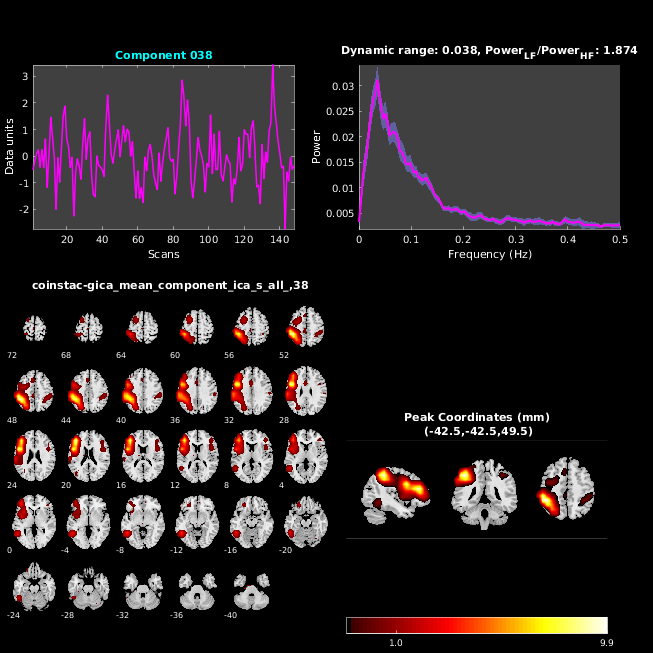 Component 038
3
2
1
0
-1
-2
Data units
20 40 60 80 100 120 140
Scans
Dynamic range: 0.038, PowerLF/PowerHF: 1.874
0.03
0.025
0.02
0.015
0.01
0.005
Power
0 0.1 0.2 0.3 0.4 0.5
Frequency (Hz)
coinstac-gica_mean_component_ica_s_all_,38
72 68 64 60 56 52
48 44 40 36 32 28
24 20 16 12 8 4
0 -4 -8 -12 -16 -20
-24 -28 -32 -36 -40
Peak Coordinates (mm)
(-42.5,-42.5,49.5)
1.0 9.9